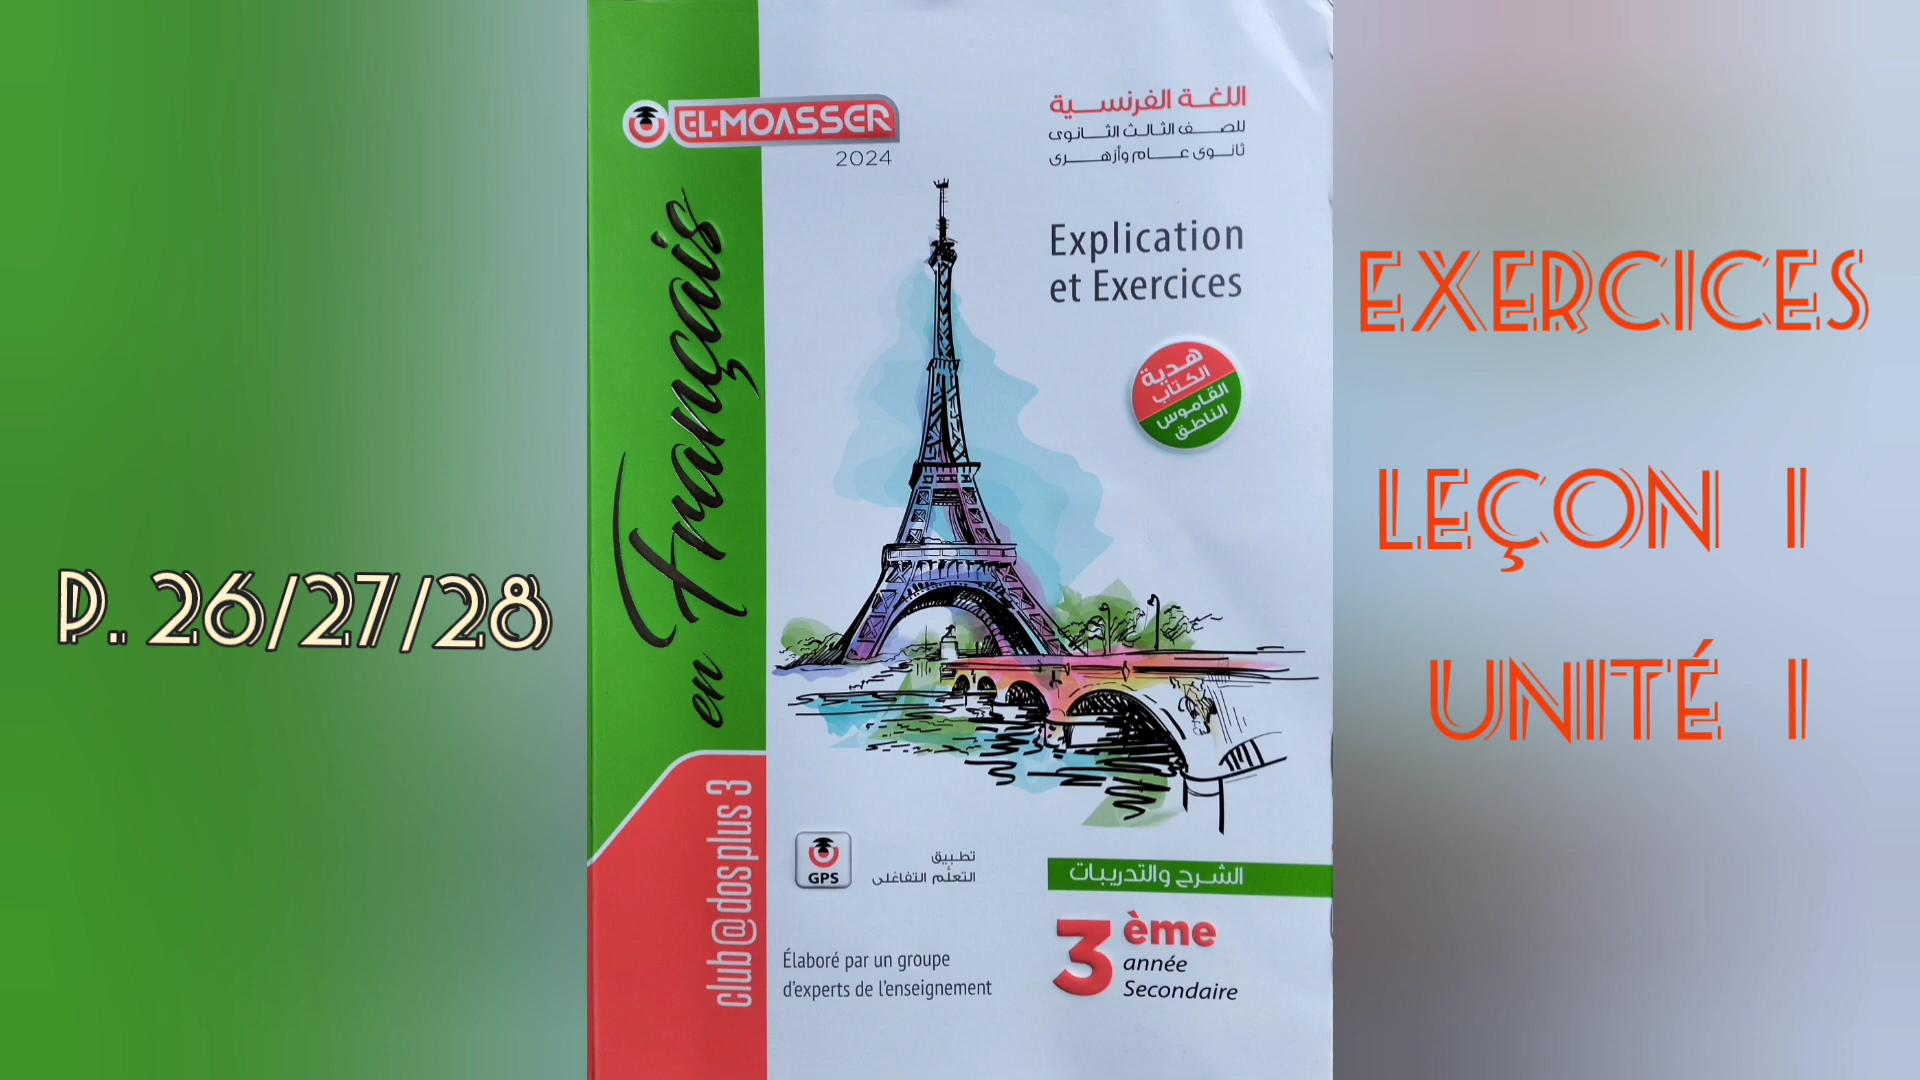 P.. 26/27/28
EL-MOASSER
2024
اللغة الفرنسية
للصف الثالث الثانوى
ثانوى عام وأزهرى
en Français
Explication
et Exercices
هدية
الكتاب
القاموس
الناطق
club@dos plus 3
GPS
تطبيق
التعلُّم التفاعلى
الشرح والتدريبات
Élaboré par un groupe
d'experts de l'enseignement
3ème
année
Secondaire
EXERCICES
LEÇON 1
UNITÉ 1